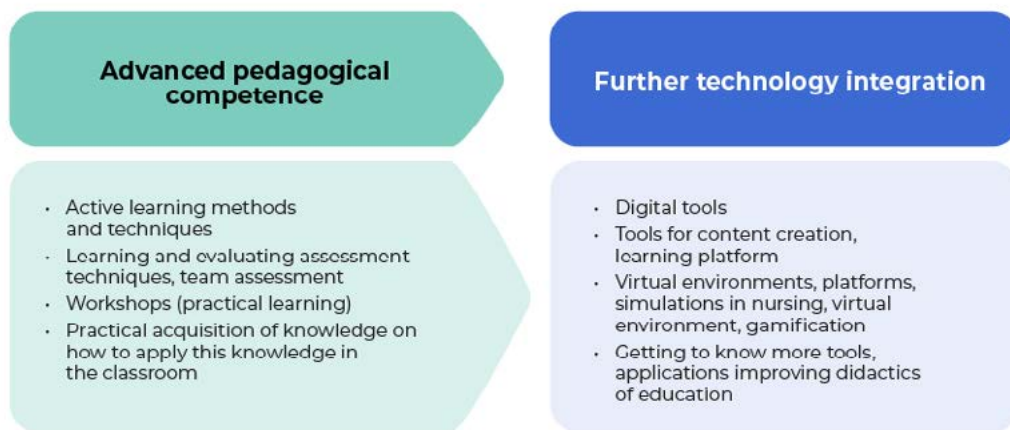 Advanced pedagogical
competence
• Active learning methods
and techniques
• Learning and evaluating assessment
techniques, team assessment
• Workshops (practical learning)
• Practical acquisition of knowledge on
how to apply this knowledge in
the classroom
Further technology integration
• Digital tools
• Tools for content creation,
learning platform
• Virtual environments, platforms,
simulations in nursing, virtual
environment, gamification
• Getting to know more tools,
applications improving didactics
of education